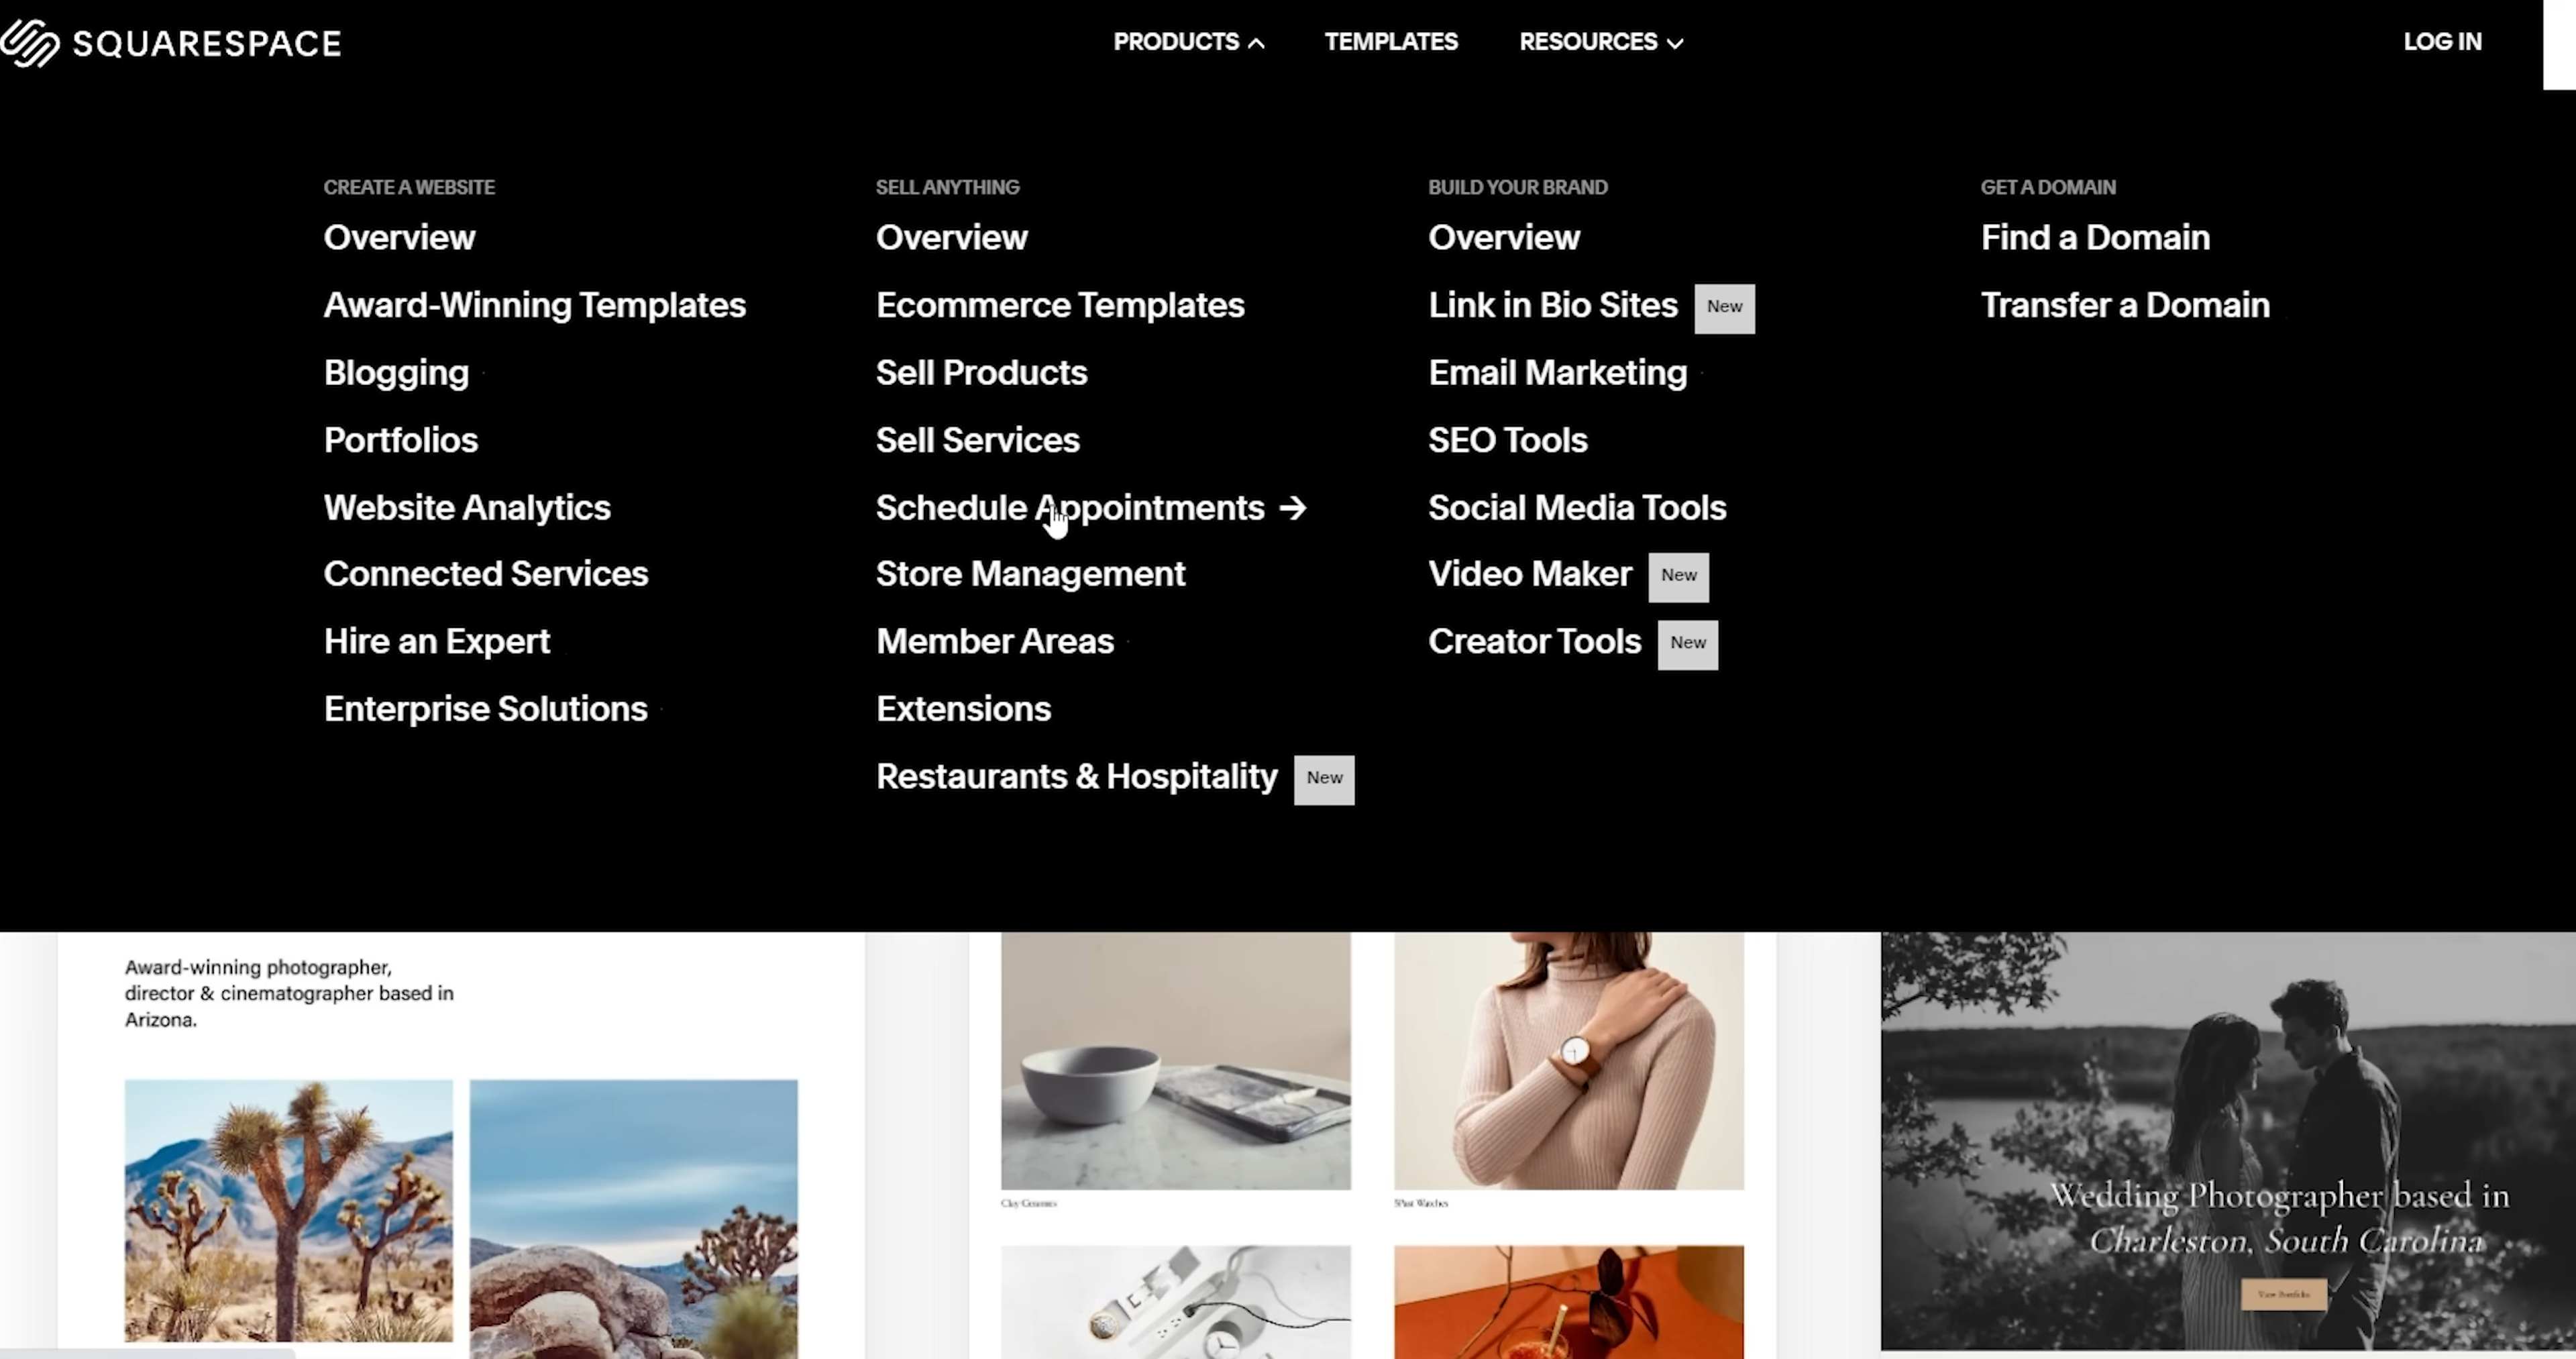 SQUARESPACE
PRODUCTS
TEMPLATES
RESOURCES
LOG IN
CREATE A WEBSITE
Overview
Award-Winning Templates
Blogging
Portfolios
Website Analytics
Connected Services
Hire an Expert
Enterprise Solutions
SELL ANYTHING
Overview
Ecommerce Templates
Sell Products
Sell Services
Schedule Appointments →
Store Management
Member Areas
Extensions
Restaurants & Hospitality New
BUILD YOUR BRAND
Overview
Link in Bio Sites New
Email Marketing
SEO Tools
Social Media Tools
Video Maker New
Creator Tools New
GET A DOMAIN
Find a Domain
Transfer a Domain
Award-winning photographer,
director & cinematographer based in
Arizona.
Clay Ceramics
Watches
Wedding Photographer based in
Charleston, South Carolina
View Portfolio